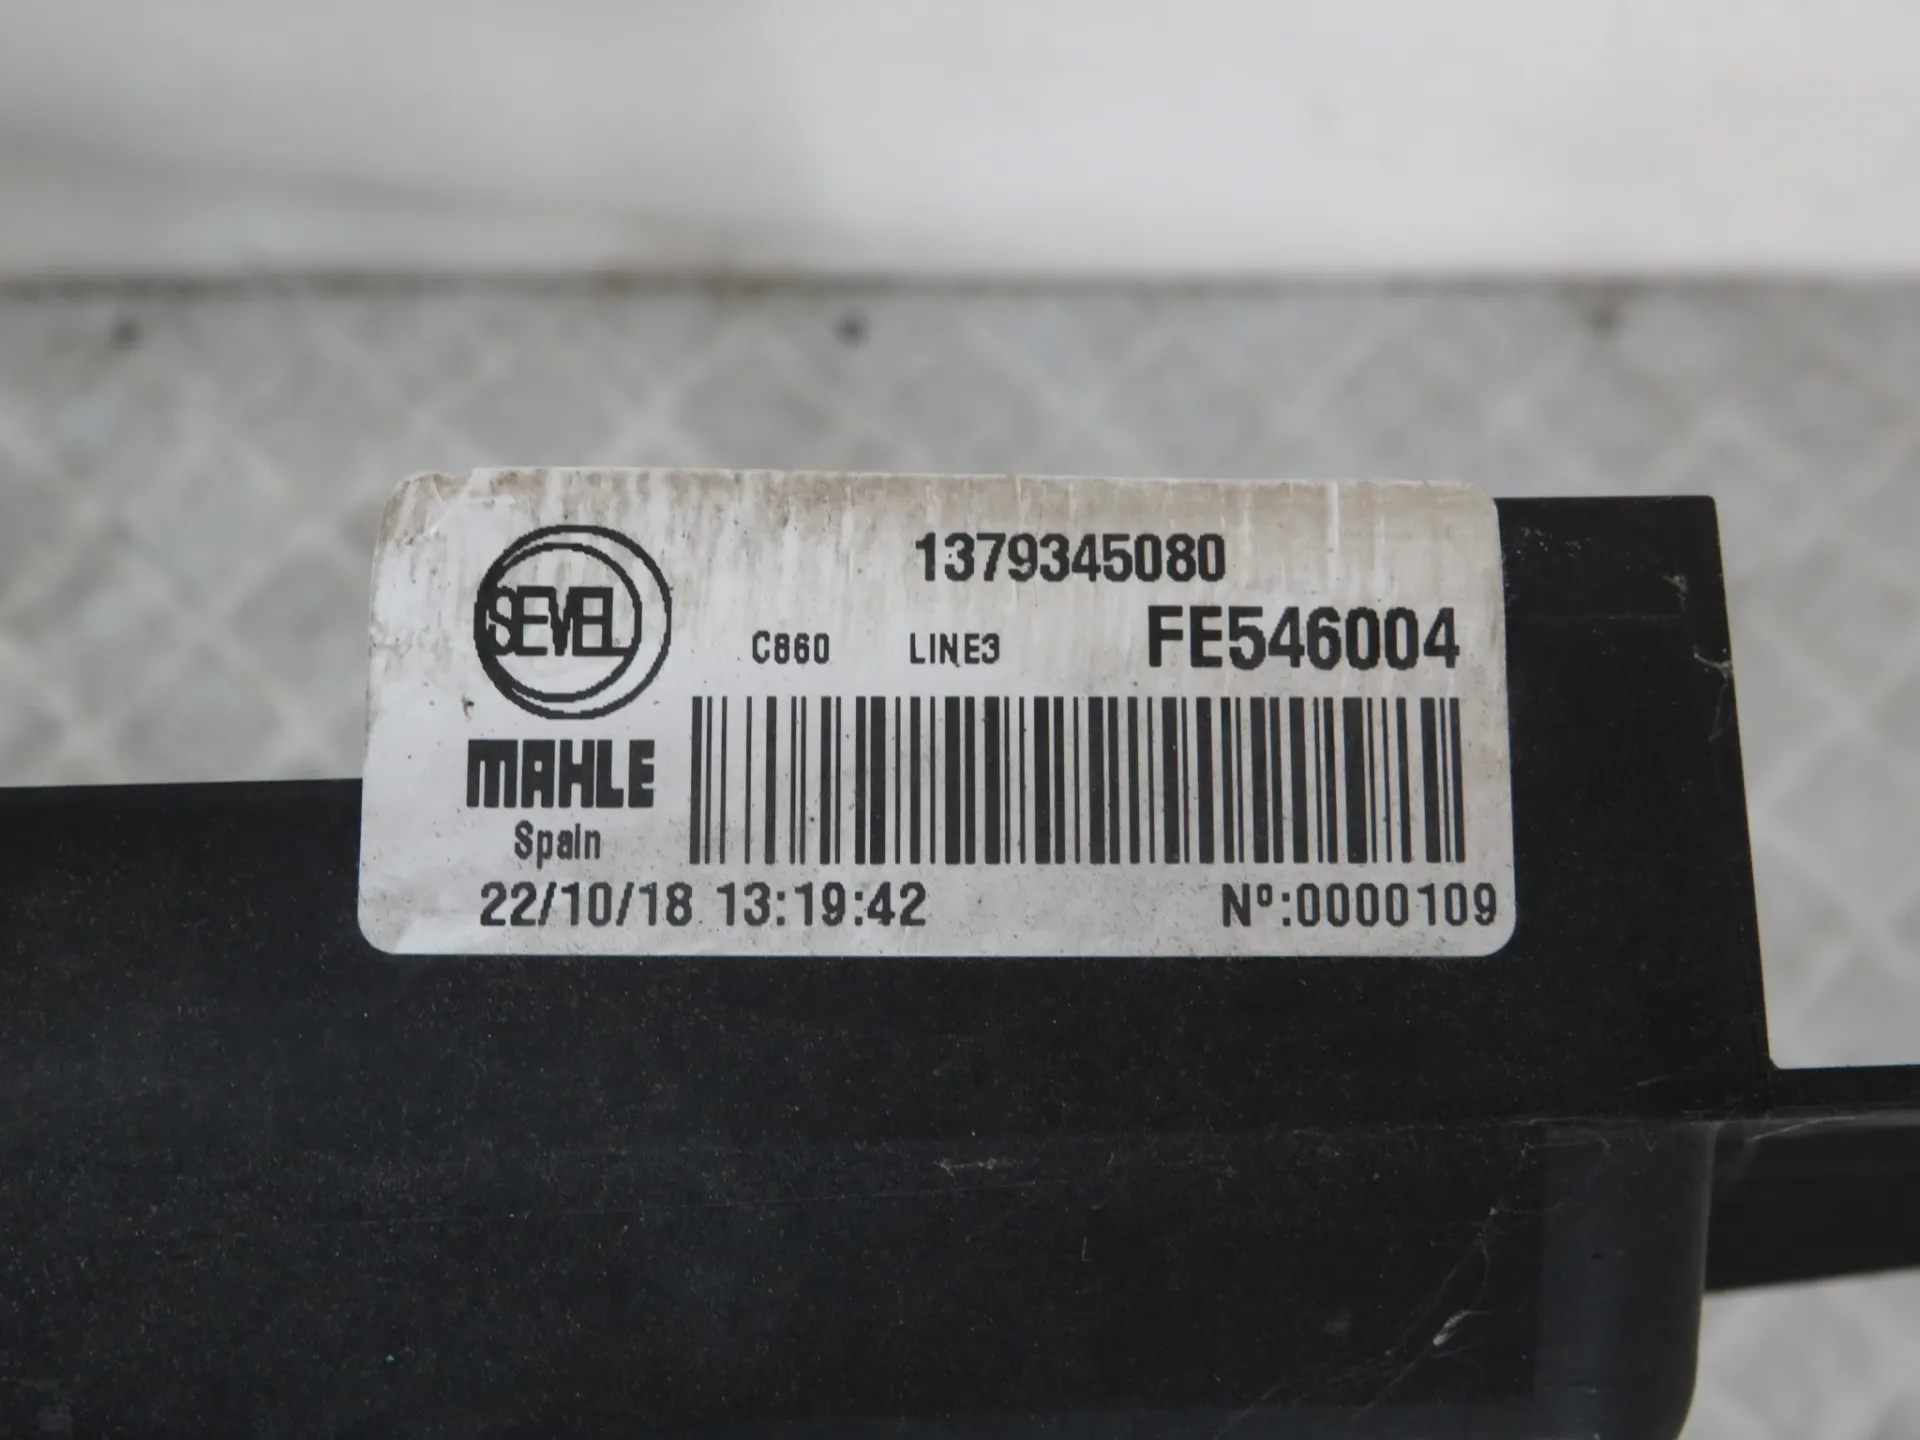 1379345080
SEVEL
C860 LINE3 FE546004
MAHLE
Spain
22/10/18 13:19:42 Nº:0000109